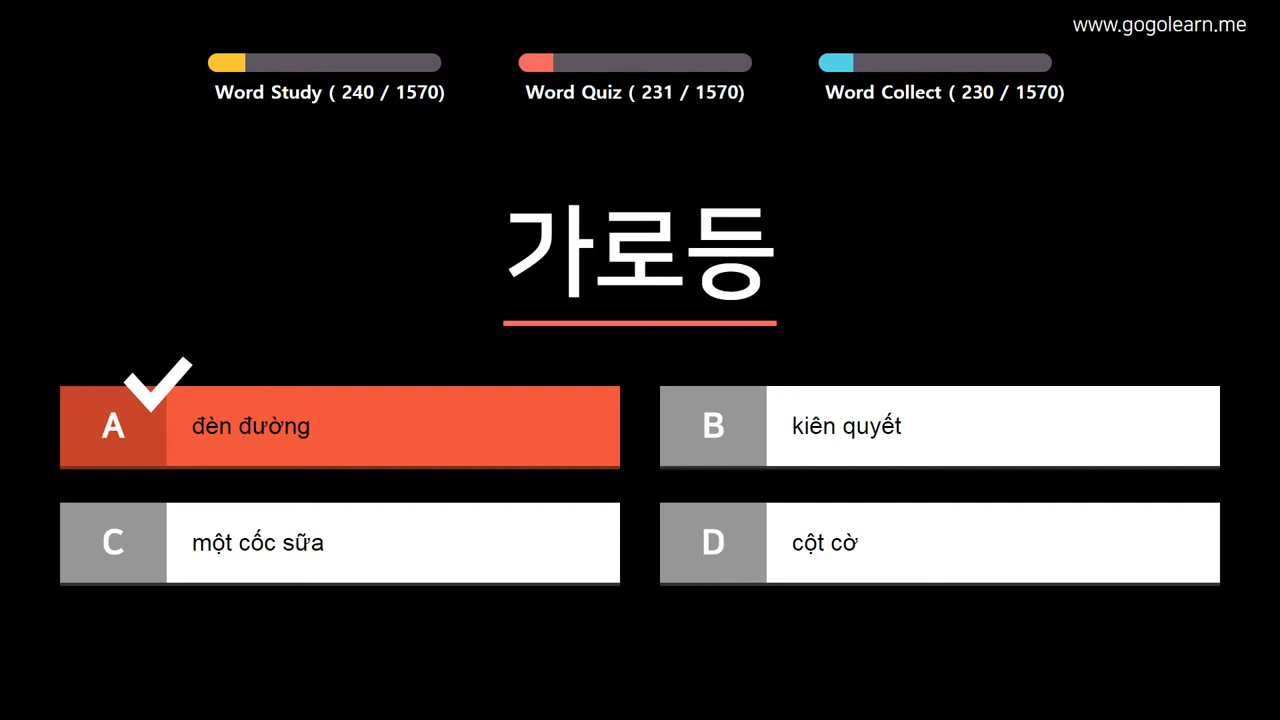 www.gogolearn.me
Word Study ( 240 / 1570)
Word Quiz ( 231 / 1570)
Word Collect ( 230 / 1570)
가로등
A đèn đường
B kiên quyết
C một cốc sữa
D cột cờ